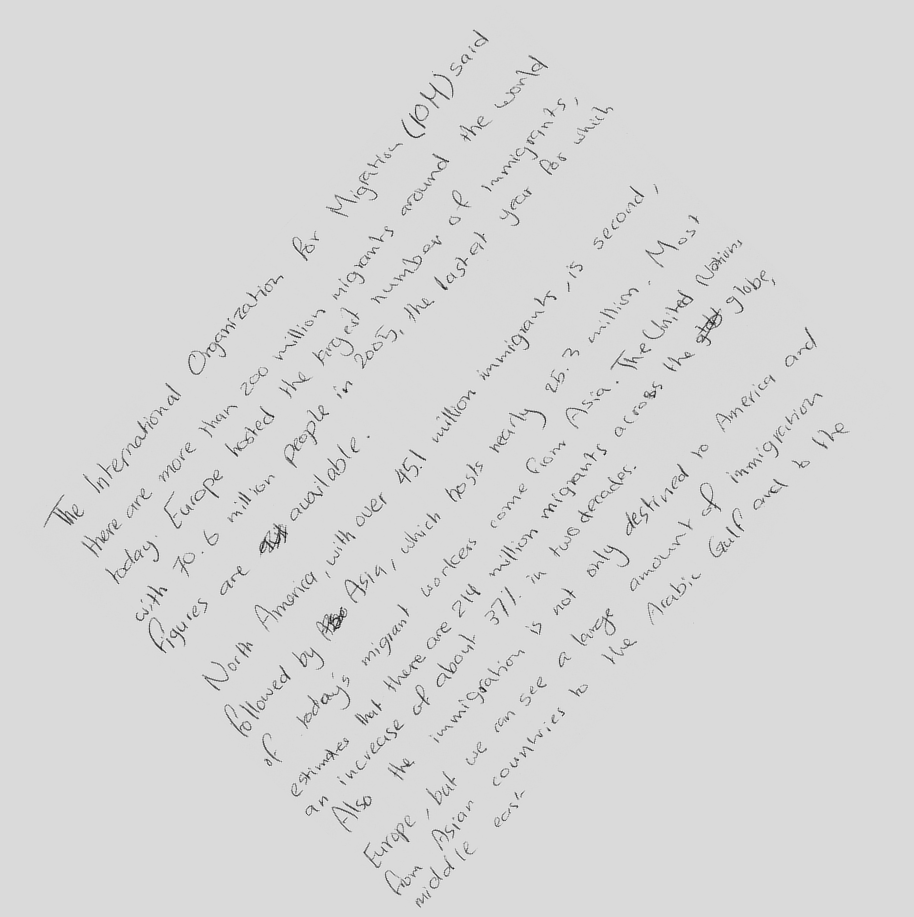 The International Organization for Migration (IOM) said
there are more than 200 million migrants around the world
today. Europe hosted the largest number of immigrants,
with 70.6 million people in 2005, the lastest year for which
figures are available.
North America, with over 45.1 million immigrants, is second,
followed by Asia, which hosts nearly 25.3 million. Most
of today's migrant workers come from Asia. The United Nations
estimates that there are 214 million migrants across the globe,
an increase of about 37% in two decades.
Also the immigration is not only destined to America and
Europe, but we can see a large amount of immigration
from Asian countries to the Arabic Gulf and to the
middle east